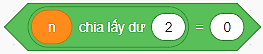 n chia lấy dư 2 = 0